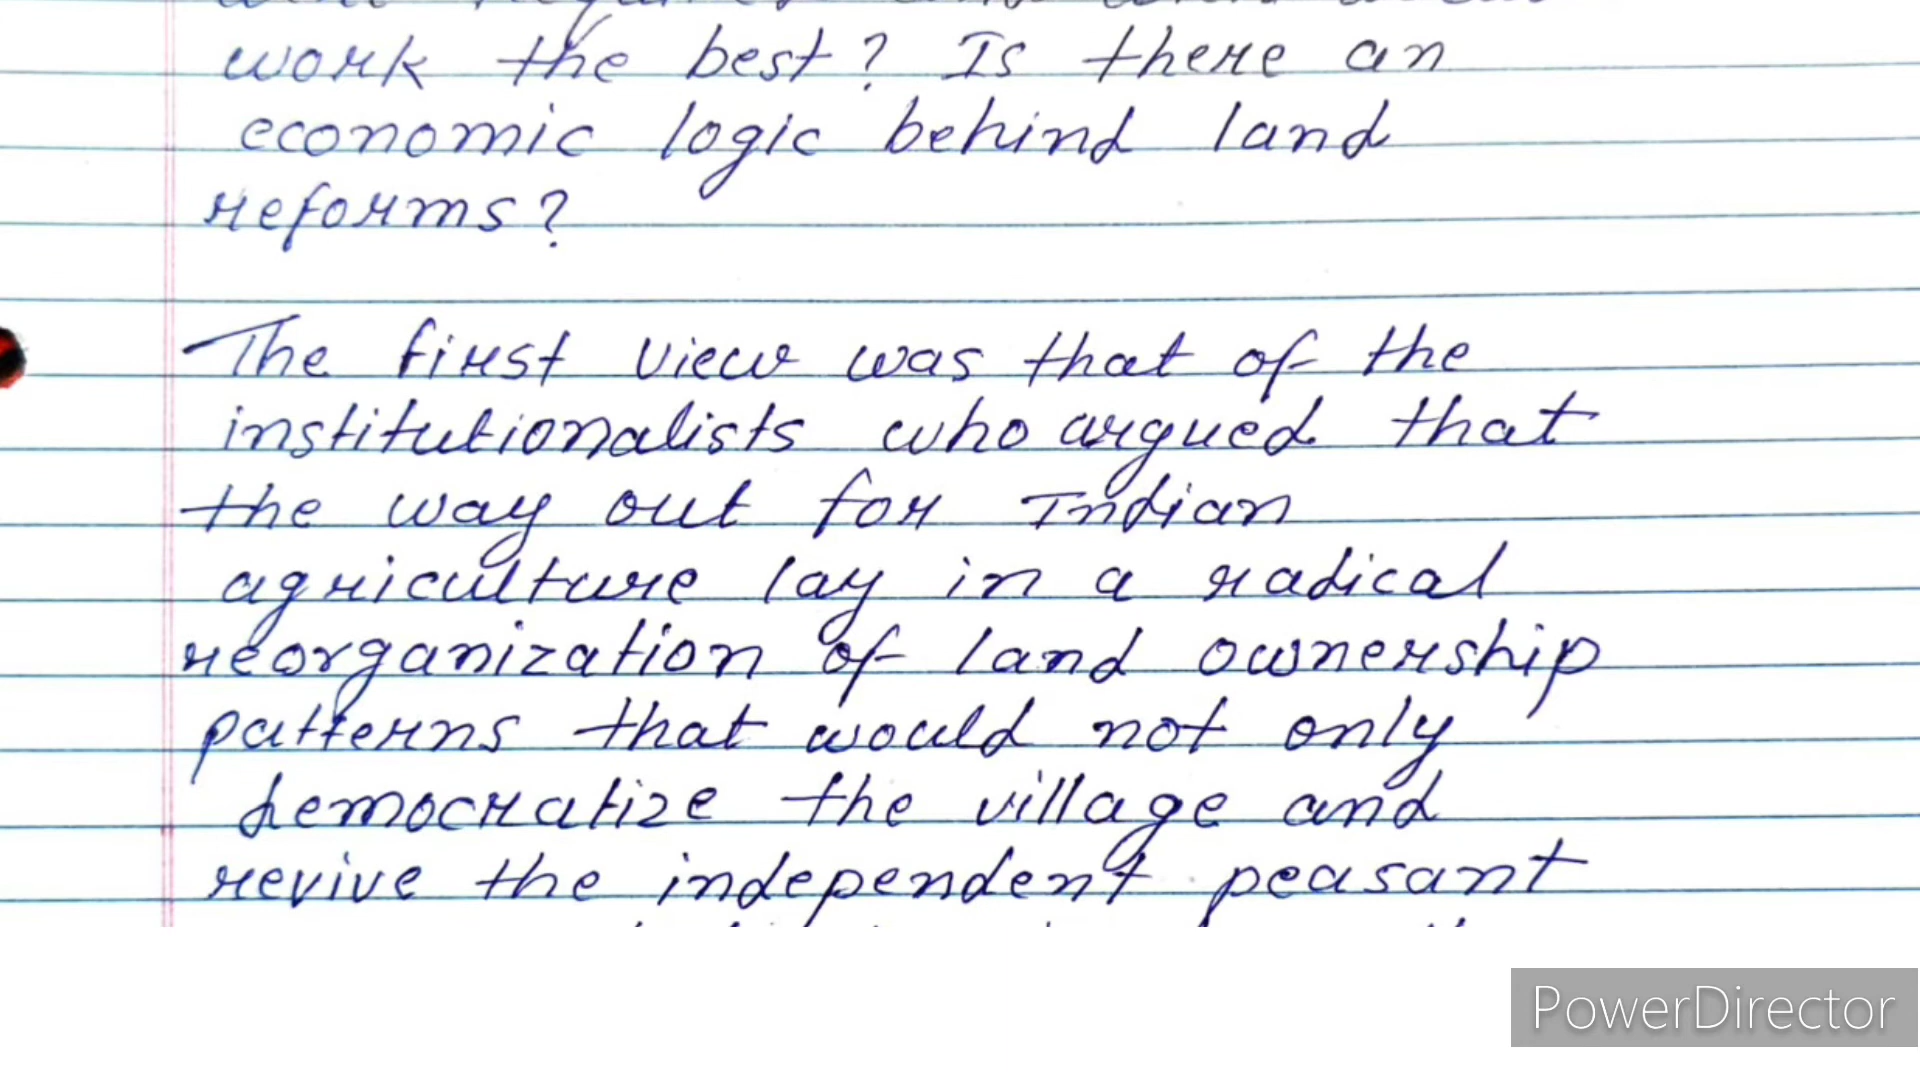 work the best? Is there an
economic logic behind land
reforms?
The first view was that of the
institutionalists who argued that
the way out for Indian
agriculture lay in a radical
reorganization of land ownership
patterns that would not only
democratize the village and
revive the independent peasant
PowerDirector